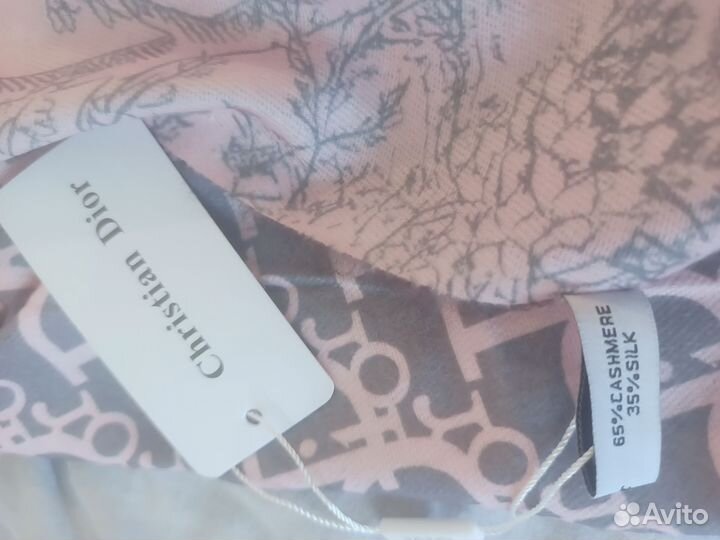 Christian Dior
65%CASHMERE
35%SILK
Avito